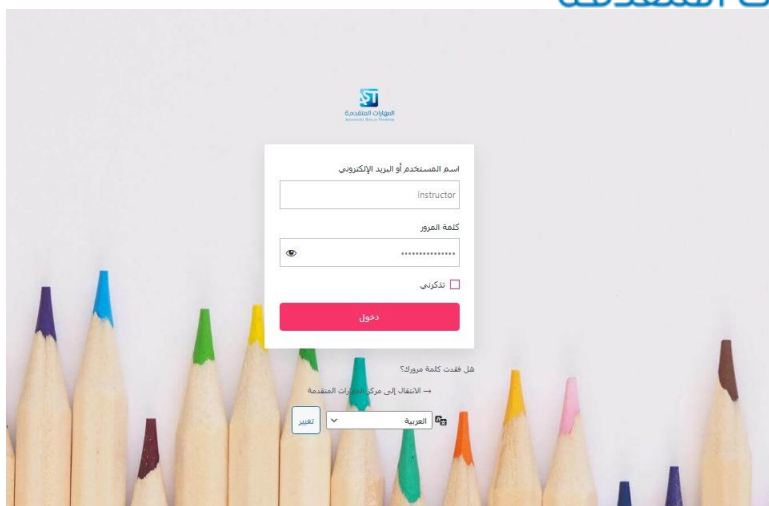 المهارات المتقدمة
اسم المستخدم أو البريد الإلكتروني
instructor
كلمة المرور
•••••••••••••••
تذكرني
دخول
هل فقدت كلمة مرورك؟
→ الانتقال إلى مركز المهارات المتقدمة
العربية
تغيير